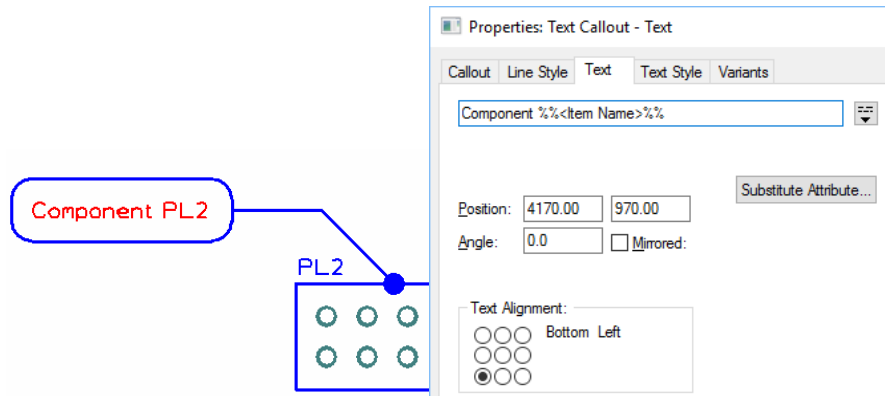 Component PL2
PL2
Properties: Text Callout - Text
Callout Line Style Text Text Style Variants
Component %%<Item Name>%%
Substitute Attribute...
Position: 4170.00 970.00
Angle: 0.0 Mirrored:
Text Alignment:
Bottom Left